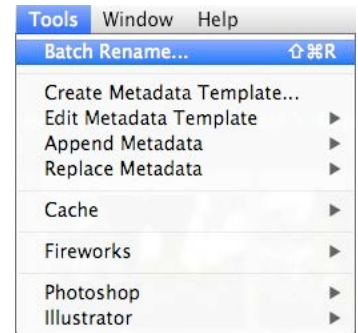 Tools Window Help
Batch Rename... ⇧⌘R
Create Metadata Template...
Edit Metadata Template ▶
Append Metadata ▶
Replace Metadata ▶
Cache ▶
Fireworks ▶
Photoshop ▶
Illustrator ▶